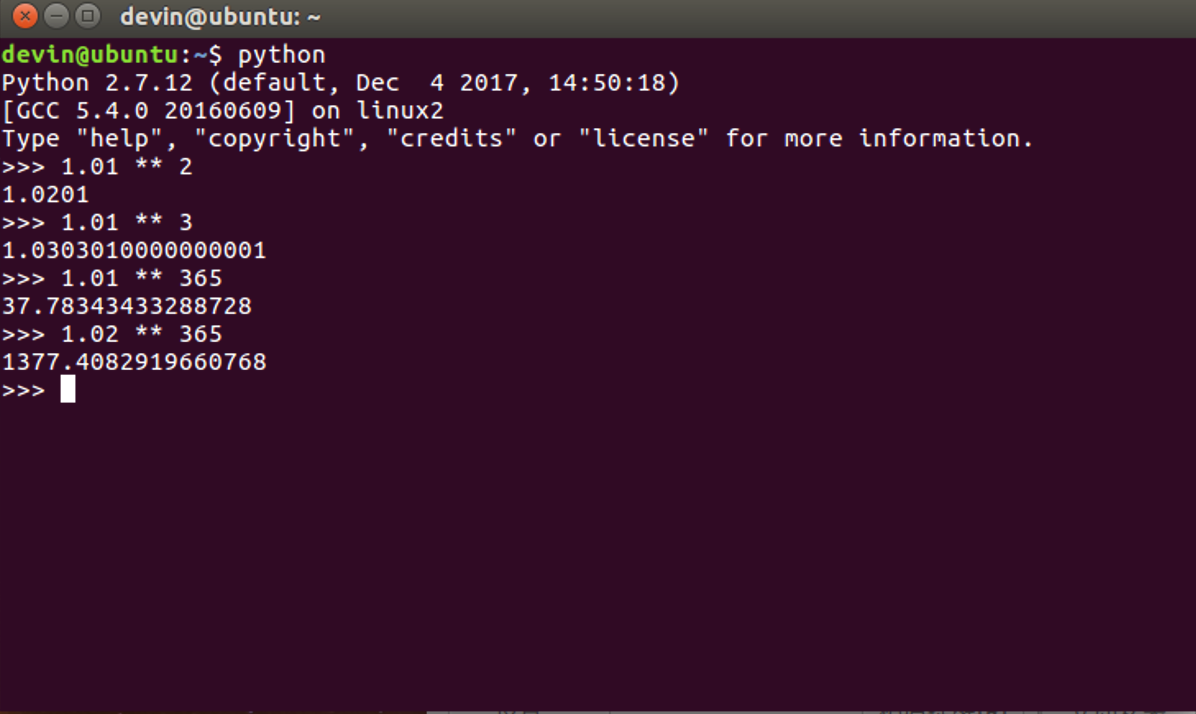 devin@ubuntu: ~
devin@ubuntu:~$ python
Python 2.7.12 (default, Dec  4 2017, 14:50:18)
[GCC 5.4.0 20160609] on linux2
Type "help", "copyright", "credits" or "license" for more information.
>>> 1.01 ** 2
1.0201
>>> 1.01 ** 3
1.0303010000000001
>>> 1.01 ** 365
37.78343433288728
>>> 1.02 ** 365
1377.4082919660768
>>>